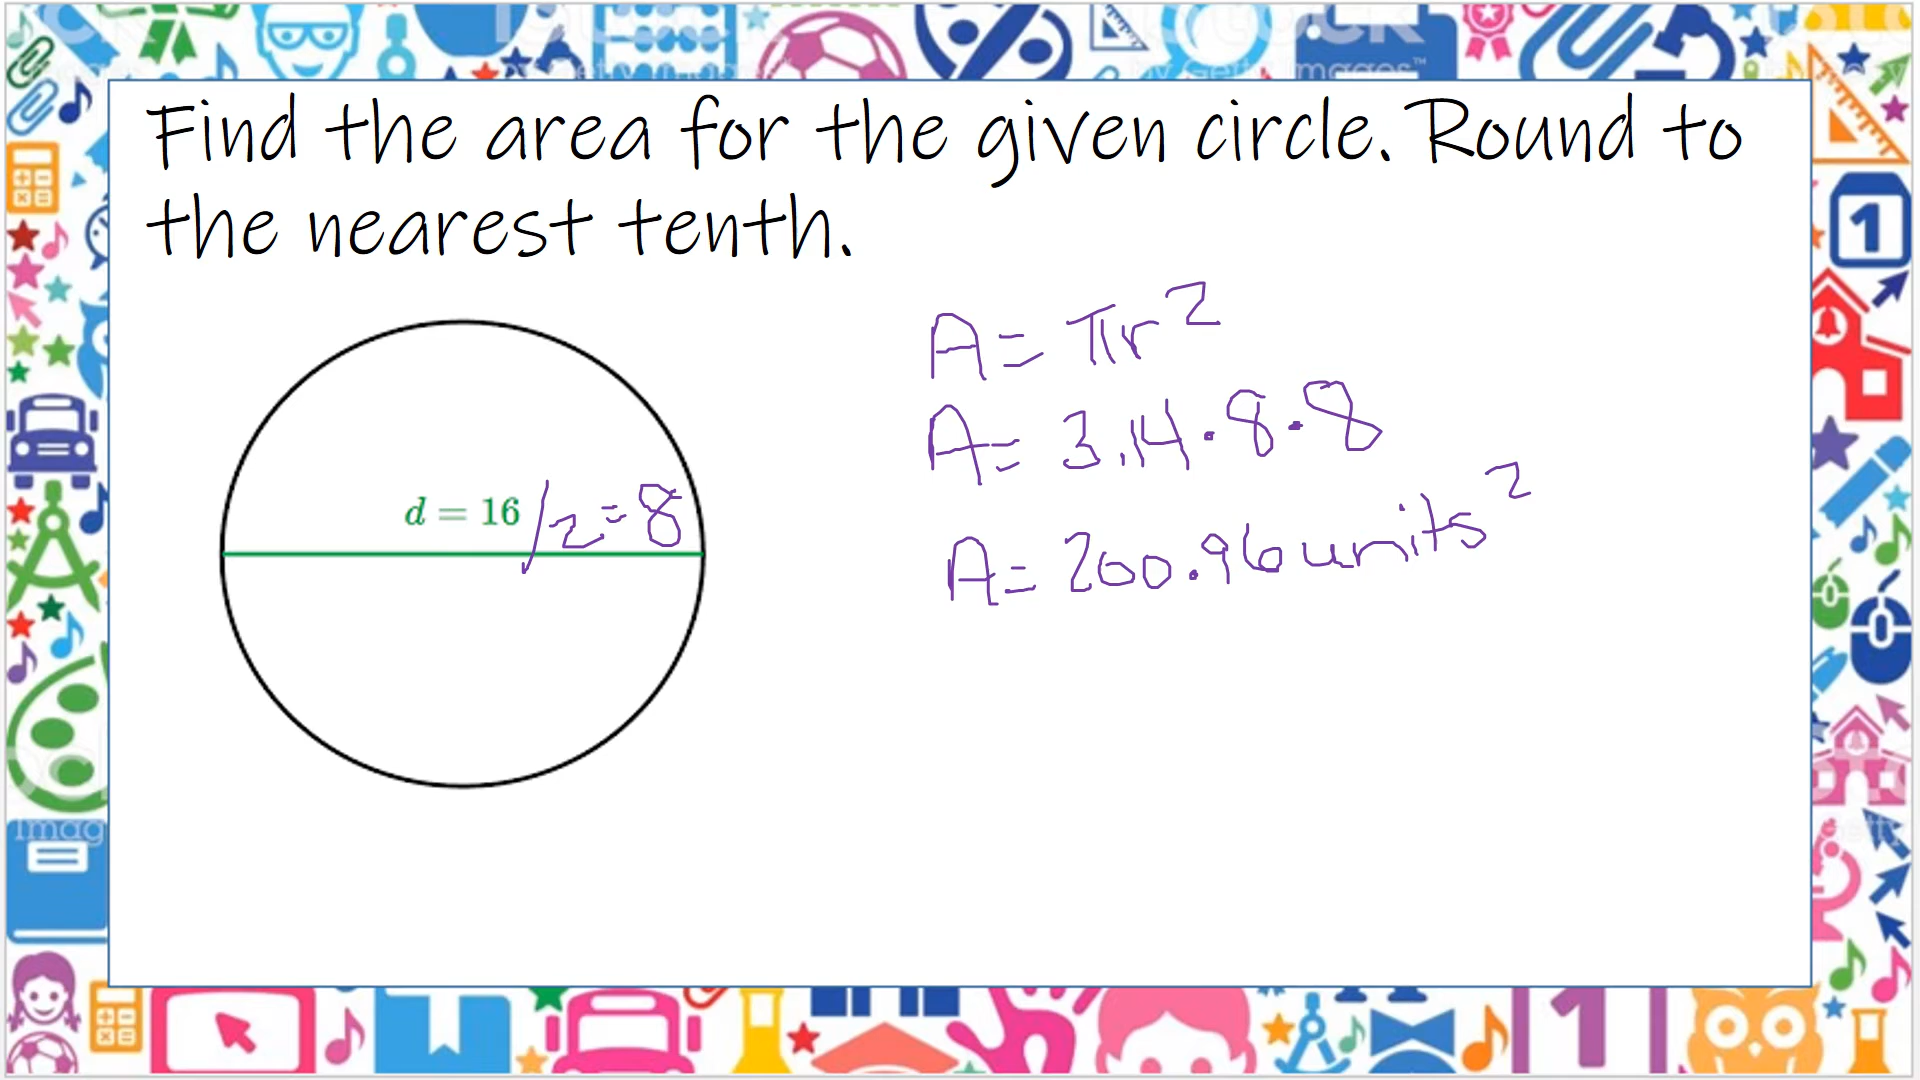 Find the area for the given circle. Round to
the nearest tenth.
A = πr²
A = 3.14 · 8 · 8
d = 16 /2 = 8
A = 200.96 units²